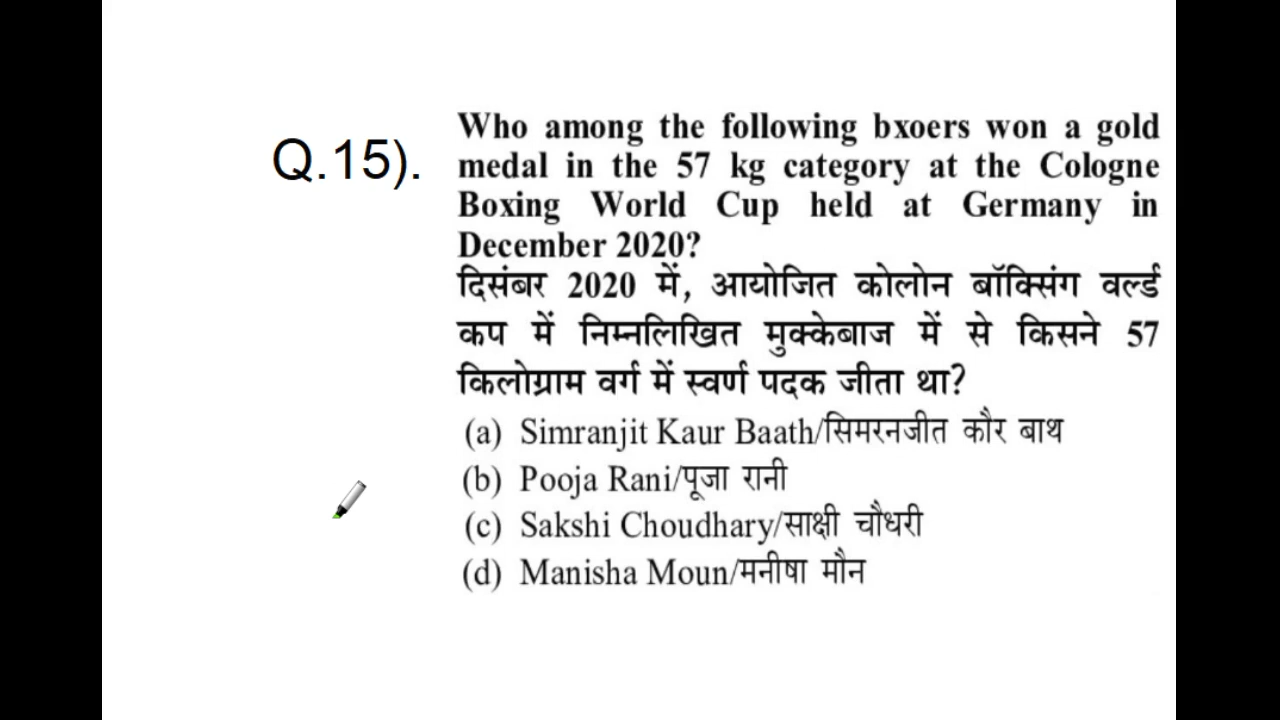 Q.15).
Who among the following bxoers won a gold
medal in the 57 kg category at the Cologne
Boxing World Cup held at Germany in
December 2020?
दिसंबर 2020 में, आयोजित कोलोन बॉक्सिंग वर्ल्ड
कप में निम्नलिखित मुक्केबाज में से किसने 57
किलोग्राम वर्ग में स्वर्ण पदक जीता था?
(a) Simranjit Kaur Baath/सिमरनजीत कौर बाथ
(b) Pooja Rani/पूजा रानी
(c) Sakshi Choudhary/साक्षी चौधरी
(d) Manisha Moun/मनीषा मौन